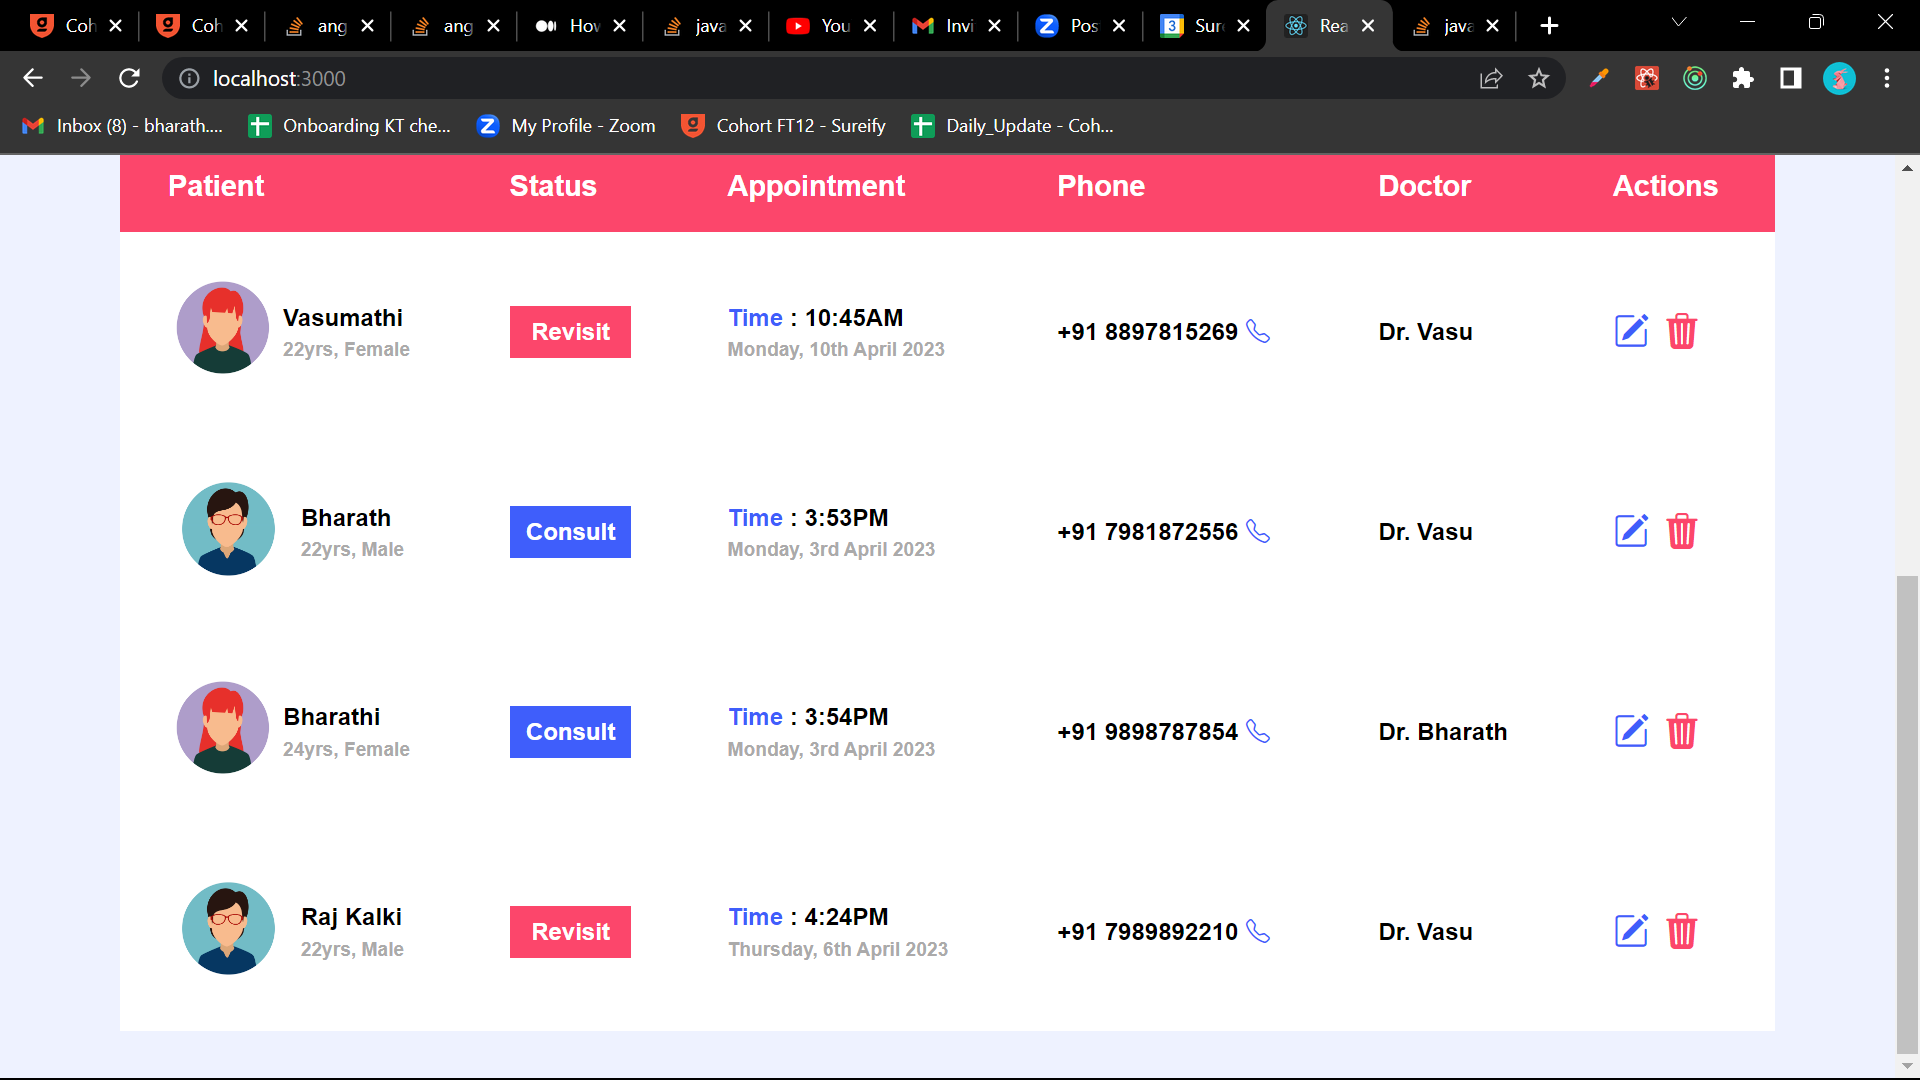 Coh
Coh
ang
ang
How
java
You
Invi
Pos
Sure
Rea
java
localhost:3000
Inbox (8) - bharath....
Onboarding KT che...
My Profile - Zoom
Cohort FT12 - Sureify
Daily_Update - Coh...
Patient Status Appointment Phone Doctor Actions
Vasumathi
22yrs, Female
Revisit
Time : 10:45AM
Monday, 10th April 2023
+91 8897815269
Dr. Vasu
Bharath
22yrs, Male
Consult
Time : 3:53PM
Monday, 3rd April 2023
+91 7981872556
Dr. Vasu
Bharathi
24yrs, Female
Consult
Time : 3:54PM
Monday, 3rd April 2023
+91 9898787854
Dr. Bharath
Raj Kalki
22yrs, Male
Revisit
Time : 4:24PM
Thursday, 6th April 2023
+91 7989892210
Dr. Vasu